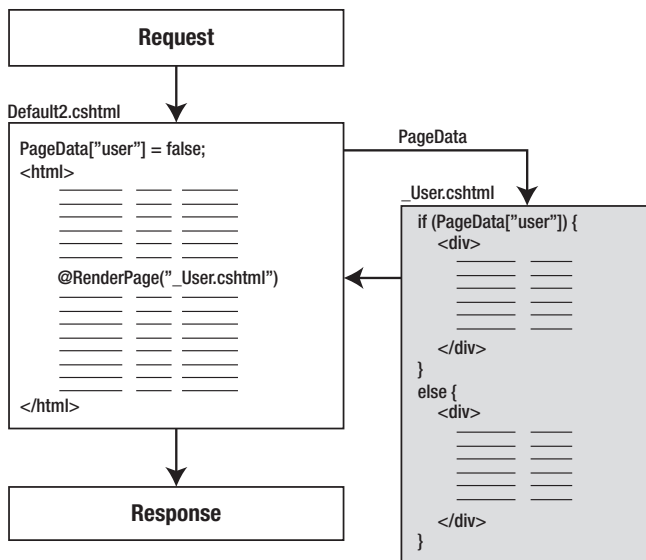 Request
Default2.cshtml
PageData[”user”] = false;
<html>
@RenderPage(”_User.cshtml”)
</html>
PageData
_User.cshtml
if (PageData[”user”]) {
<div>
</div>
}
else {
<div>
</div>
}
Response